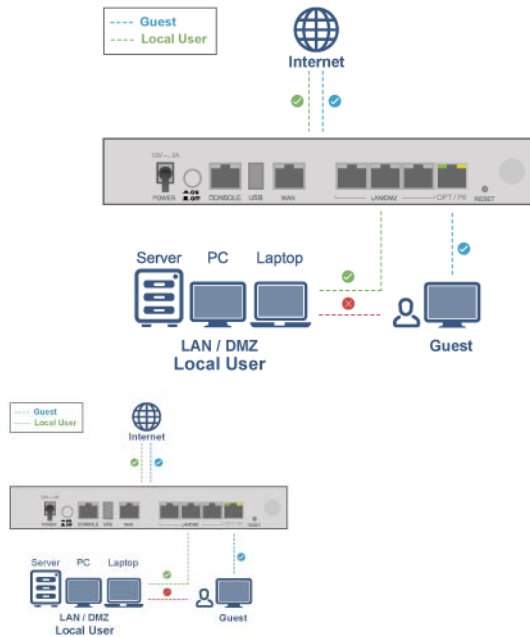 Guest
Local User
Internet
12V⎓, 2A
ON
OFF
POWER
CONSOLE
USB
WAN
LAN/DMZ
OPT / P6
RESET
Server PC Laptop
LAN / DMZ
Local User
Guest
Guest
Local User
Internet
POWER
CONSOLE
USB
WAN
LAN/DMZ
RESET
Server PC Laptop
LAN / DMZ
Local User
Guest